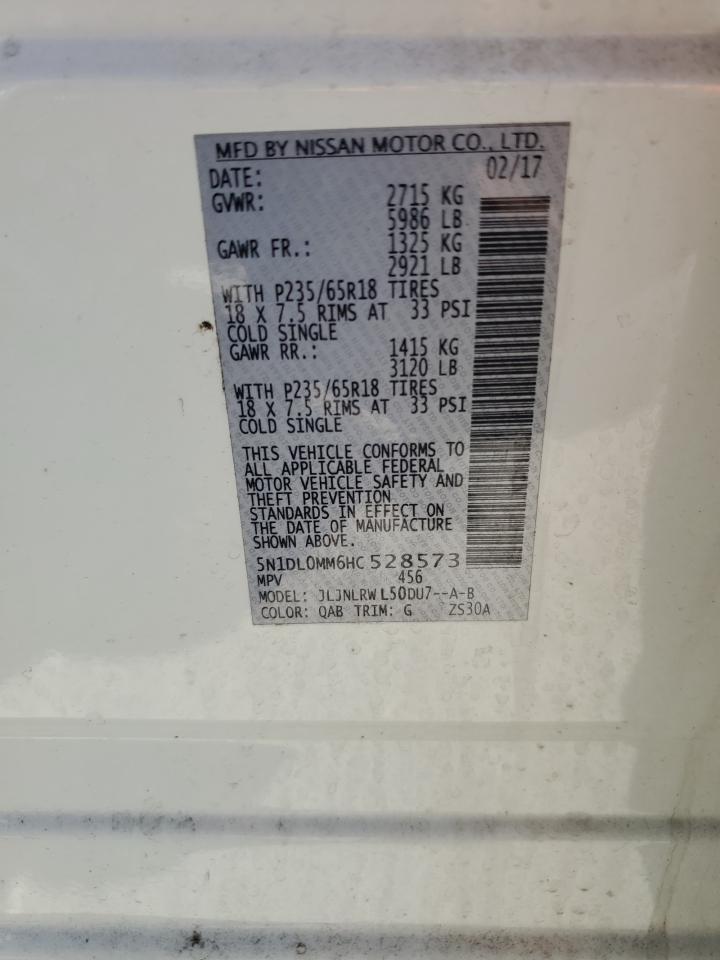 MFD BY NISSAN MOTOR CO., LTD.
DATE: 02/17
GVWR: 2715 KG
5986 LB
GAWR FR.: 1325 KG
2921 LB
WITH P235/65R18 TIRES
18 X 7.5 RIMS AT 33 PSI
COLD SINGLE
GAWR RR.: 1415 KG
3120 LB
WITH P235/65R18 TIRES
18 X 7.5 RIMS AT 33 PSI
COLD SINGLE
THIS VEHICLE CONFORMS TO
ALL APPLICABLE FEDERAL
MOTOR VEHICLE SAFETY AND
THEFT PREVENTION
STANDARDS IN EFFECT ON
THE DATE OF MANUFACTURE
SHOWN ABOVE.
5N1DL0MM6HC528573
MPV 456
MODEL: JLJNLRWL50DU7--A-B
COLOR: QAB TRIM: G ZS30A